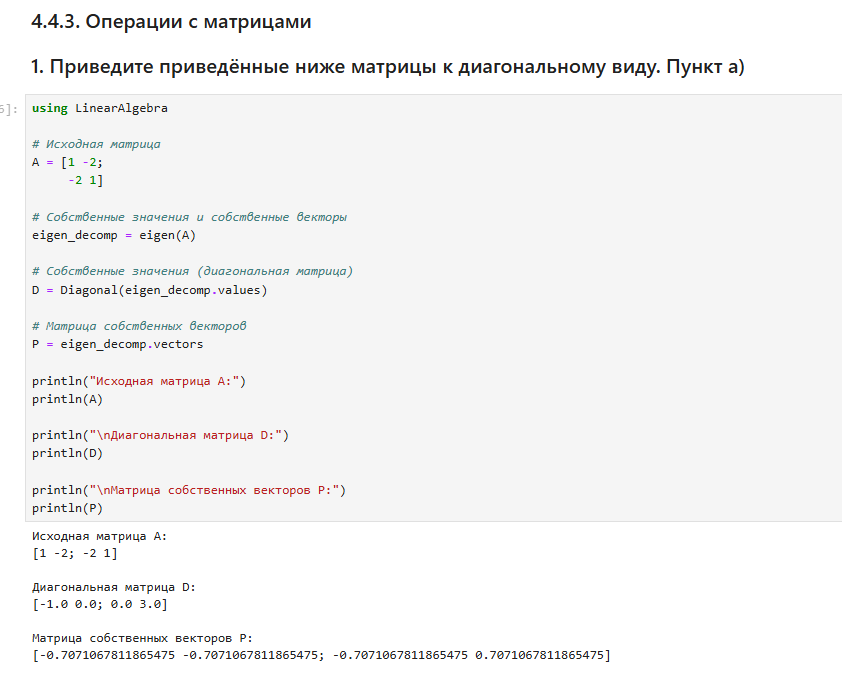 4.4.3. Операции с матрицами
1. Приведите приведённые ниже матрицы к диагональному виду. Пункт а)
6]:
using LinearAlgebra
# Исходная матрица
A = [1 -2;
     -2 1]
# Собственные значения и собственные векторы
eigen_decomp = eigen(A)
# Собственные значения (диагональная матрица)
D = Diagonal(eigen_decomp.values)
# Матрица собственных векторов
P = eigen_decomp.vectors
println("Исходная матрица A:")
println(A)
println("\nДиагональная матрица D:")
println(D)
println("\nМатрица собственных векторов P:")
println(P)
Исходная матрица A:
[1 -2; -2 1]
Диагональная матрица D:
[-1.0 0.0; 0.0 3.0]
Матрица собственных векторов P:
[-0.7071067811865475 -0.7071067811865475; -0.7071067811865475 0.7071067811865475]